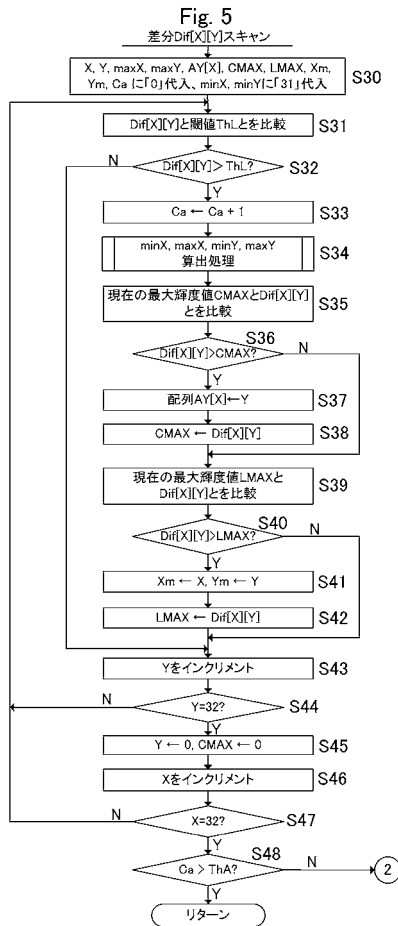 Fig. 5
差分Dif[X][Y]スキャン
X, Y, maxX, maxY, AY[X], CMAX, LMAX, Xm,
Ym, Ca に「0」代入、minX, minYに「31」代入
S30
Dif[X][Y]と閾値ThLとを比較
S31
Dif[X][Y]> ThL?
S32
N
Y
Ca ← Ca + 1
S33
minX, maxX, minY, maxY
算出処理
S34
現在の最大輝度値CMAXとDif[X][Y]
とを比較
S35
S36
Dif[X][Y]>CMAX?
N
Y
配列AY[X]←Y
S37
CMAX ← Dif[X][Y]
S38
現在の最大輝度値LMAXと
Dif[X][Y]とを比較
S39
S40
Dif[X][Y]>LMAX?
N
Y
Xm ← X, Ym ← Y
S41
LMAX ← Dif[X][Y]
S42
Yをインクリメント
S43
N
Y=32?
S44
Y
Y ← 0, CMAX ← 0
S45
Xをインクリメント
S46
N
X=32?
S47
Y
S48
Ca > ThA?
N
2
Y
リターン